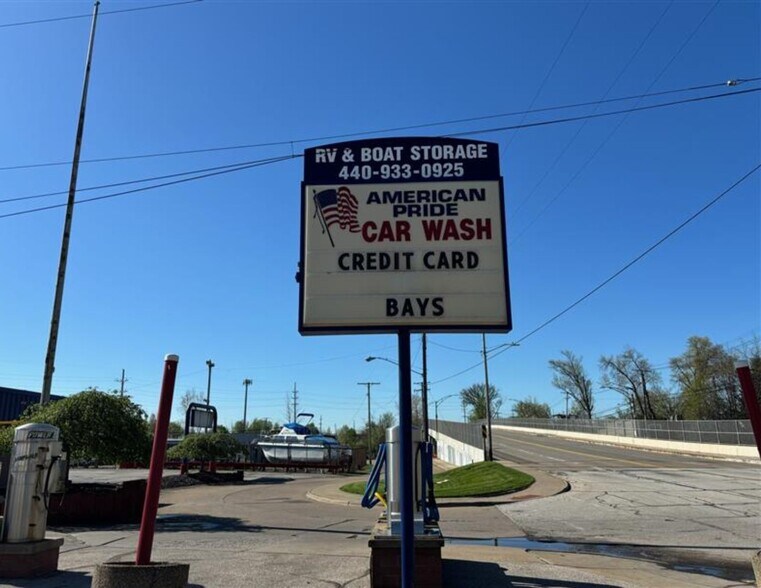 RV & BOAT STORAGE
440-933-0925
AMERICAN
PRIDE
CAR WASH
CREDIT CARD
BAYS